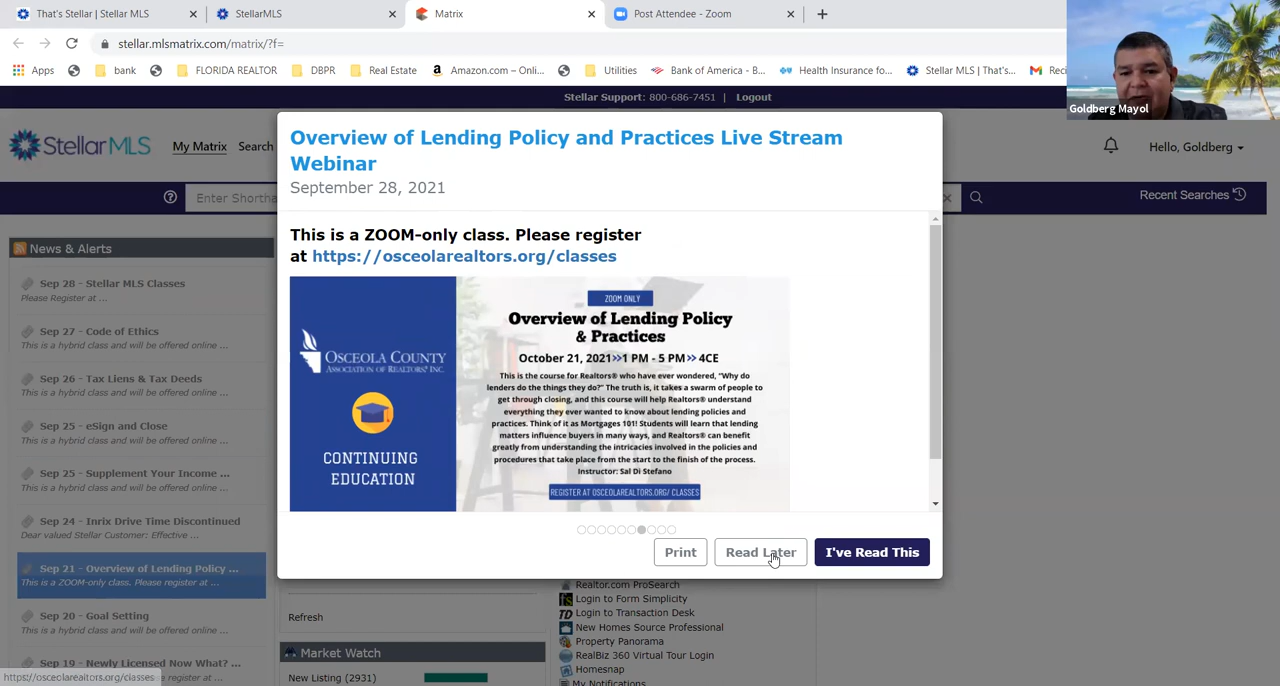 That's Stellar | Stellar MLS
StellarMLS
Matrix
Post Attendee - Zoom
stellar.mlsmatrix.com/matrix/?f=
Apps
bank
FLORIDA REALTOR
DBPR
Real Estate
Amazon.com – Onli...
Utilities
Bank of America - B...
Health Insurance fo...
Stellar MLS | That's...
Reci
Goldberg Mayol
Stellar Support: 800-686-7451 | Logout
StellarMLS
My Matrix
Search
Hello, Goldberg
Enter Shortha
Recent Searches
News & Alerts
Sep 28 - Stellar MLS Classes
Please Register at ...
Sep 27 - Code of Ethics
This is a hybrid class and will be offered online ...
Sep 26 - Tax Liens & Tax Deeds
This is a hybrid class and will be offered online ...
Sep 25 - eSign and Close
This is a hybrid class and will be offered online ...
Sep 25 - Supplement Your Income ...
This is a hybrid class and will be offered online ...
Sep 24 - Inrix Drive Time Discontinued
Dear valued Stellar Customer: Effective ...
Sep 21 - Overview of Lending Policy ...
This is a ZOOM-only class. Please register at ...
Sep 20 - Goal Setting
This is a hybrid class and will be offered online ...
Sep 19 - Newly Licensed Now What? ...
https://osceolarealtors.org/classes
e register at ...
Overview of Lending Policy and Practices Live Stream
Webinar
September 28, 2021
This is a ZOOM-only class. Please register
at https://osceolarealtors.org/classes
OSCEOLA COUNTY
ASSOCIATION OF REALTORS® INC.
CONTINUING
EDUCATION
ZOOM ONLY
Overview of Lending Policy
& Practices
October 21, 2021»1 PM - 5 PM» 4CE
This is the course for Realtors® who have ever wondered, "Why do
lenders do the things they do?" The truth is, it takes a swarm of people to
get through closing, and this course will help Realtors® understand
everything they ever wanted to know about lending policies and
practices. Think of it as Mortgages 101! Students will learn that lending
matters influence buyers in many ways, and Realtors® can benefit
greatly from understanding the intricacies involved in the policies and
procedures that take place from the start to the finish of the process.
Instructor: Sal Di Stefano
REGISTER AT OSCEOLAREALTORS.ORG/ CLASSES
Print
Read Later
I've Read This
Refresh
Market Watch
New Listing (2931)
Realtor.com ProSearch
Login to Form Simplicity
TD Login to Transaction Desk
New Homes Source Professional
Property Panorama
RealBiz 360 Virtual Tour Login
Homesnap
My Notifications